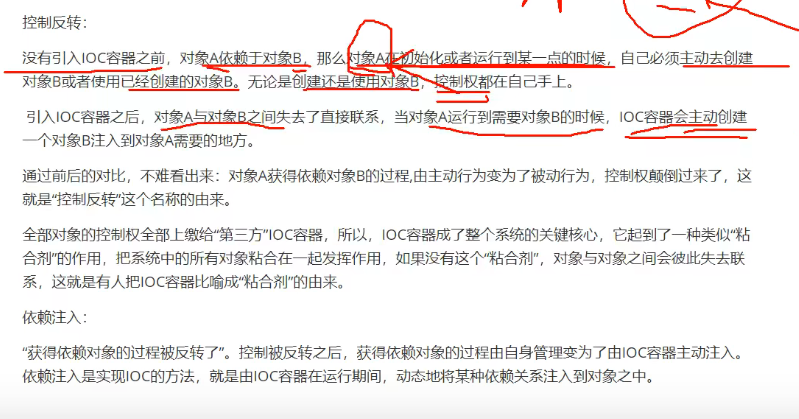 控制反转：
没有引入IOC容器之前，对象A依赖于对象B，那么对象A在初始化或者运行到某一点的时候，自己必须主动去创建
对象B或者使用已经创建的对象B。无论是创建还是使用对象B，控制权都在自己手上。
引入IOC容器之后，对象A与对象B之间失去了直接联系，当对象A运行到需要对象B的时候，IOC容器会主动创建
一个对象B注入到对象A需要的地方。
通过前后的对比，不难看出来：对象A获得依赖对象B的过程,由主动行为变为了被动行为，控制权颠倒过来了，这
就是“控制反转”这个名称的由来。
全部对象的控制权全部上缴给“第三方”IOC容器，所以，IOC容器成了整个系统的关键核心，它起到了一种类似“粘
合剂”的作用，把系统中的所有对象粘合在一起发挥作用，如果没有这个“粘合剂”，对象与对象之间会彼此失去联
系，这就是有人把IOC容器比喻成“粘合剂”的由来。
依赖注入：
“获得依赖对象的过程被反转了”。控制被反转之后，获得依赖对象的过程由自身管理变为了由IOC容器主动注入。
依赖注入是实现IOC的方法，就是由IOC容器在运行期间，动态地将某种依赖关系注入到对象之中。